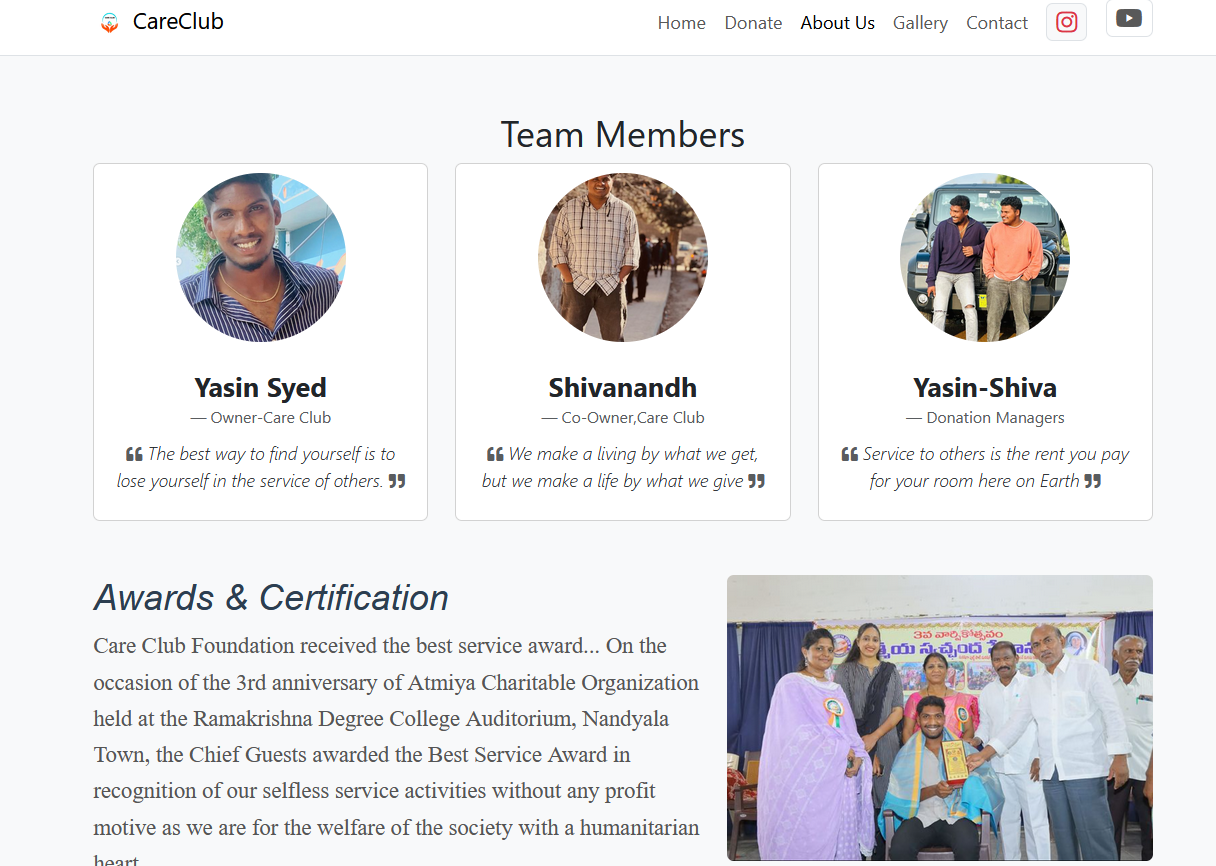 CareClub
Home Donate About Us Gallery Contact
Team Members
Yasin Syed
— Owner-Care Club
❝ The best way to find yourself is to
lose yourself in the service of others. ❞
Shivanandh
— Co-Owner,Care Club
❝ We make a living by what we get,
but we make a life by what we give ❞
Yasin-Shiva
— Donation Managers
❝ Service to others is the rent you pay
for your room here on Earth ❞
Awards & Certification
Care Club Foundation received the best service award... On the
occasion of the 3rd anniversary of Atmiya Charitable Organization
held at the Ramakrishna Degree College Auditorium, Nandyala
Town, the Chief Guests awarded the Best Service Award in
recognition of our selfless service activities without any profit
motive as we are for the welfare of the society with a humanitarian
heart
3వ వార్షికోత్సవం
స్వచ్ఛంద